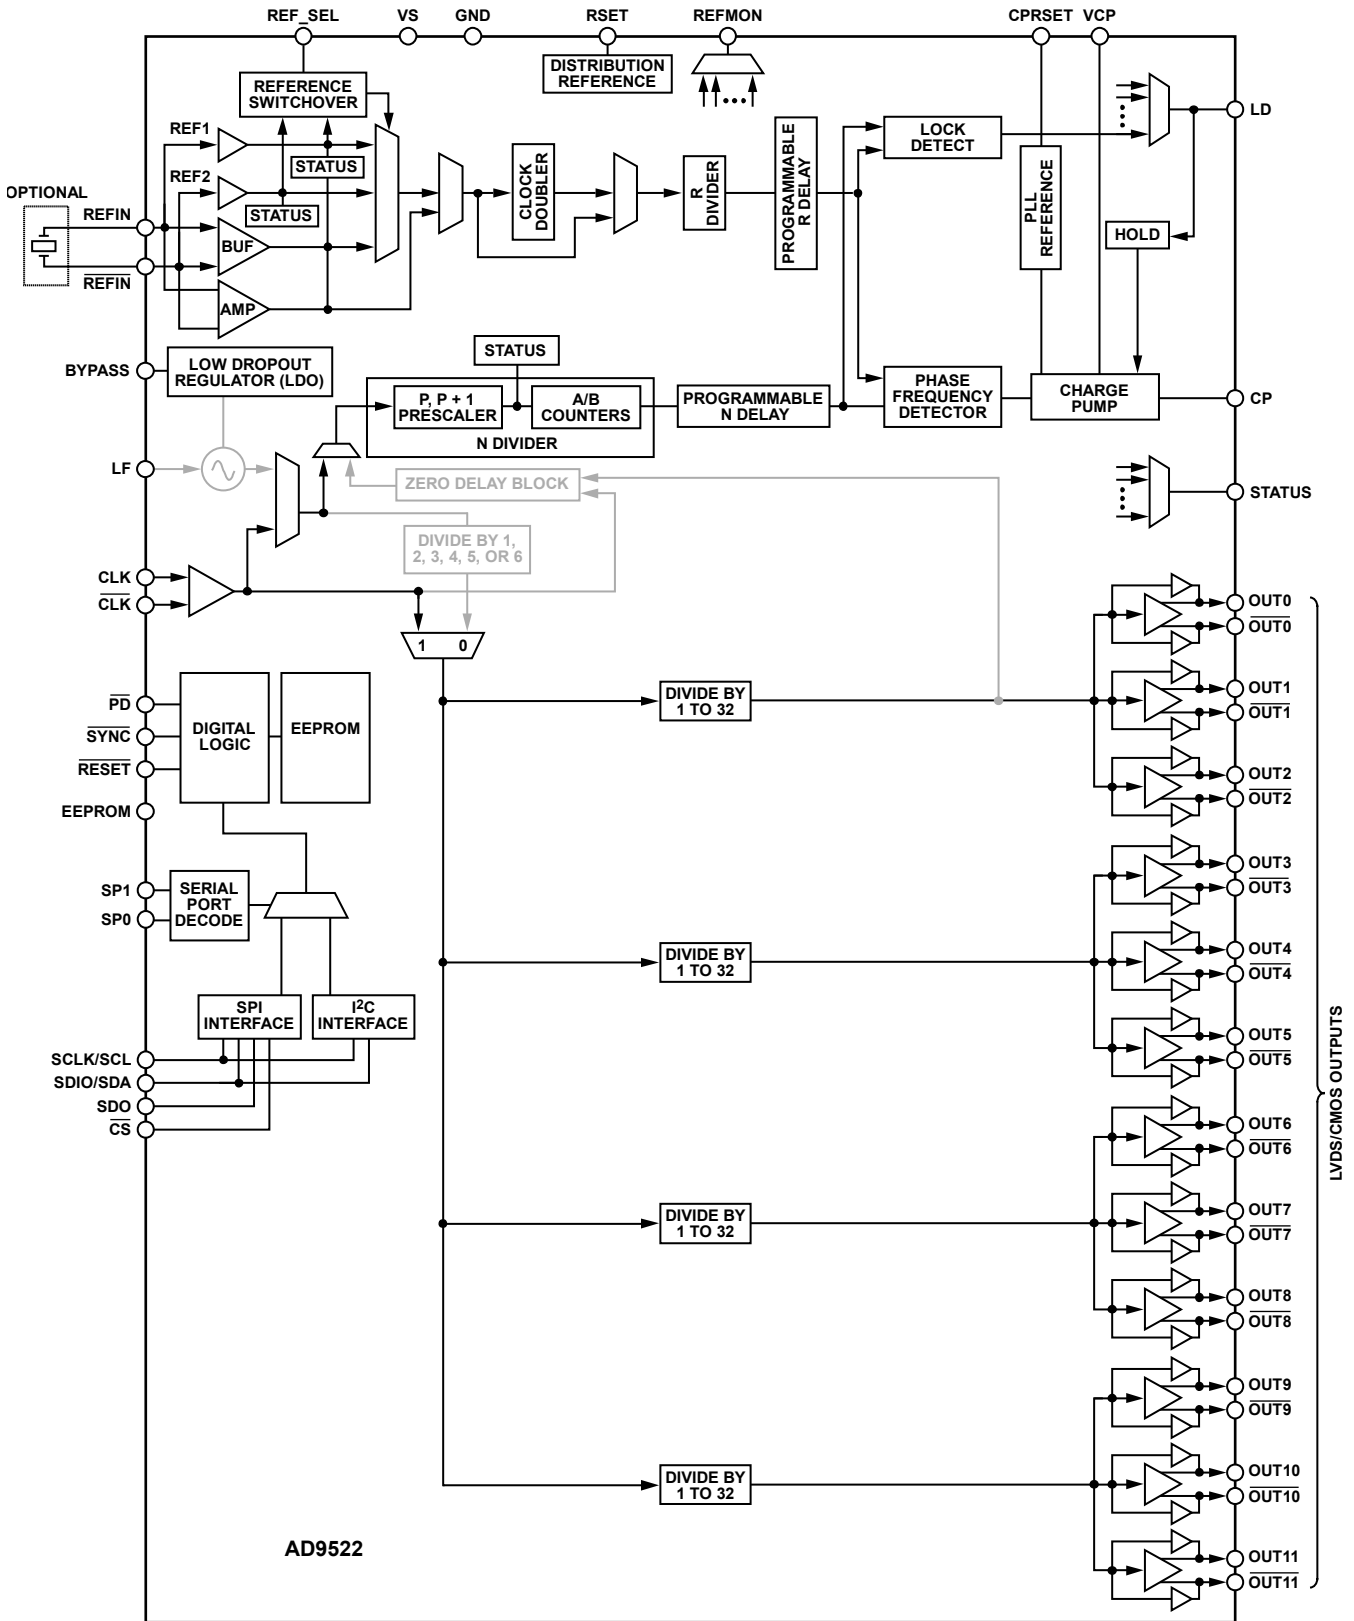 REF_SEL
VS
GND
RSET
REFMON
CPRSET
VCP
DISTRIBUTION
REFERENCE
REFERENCE
SWITCHOVER
LD
REF1
STATUS
LOCK
DETECT
PROGRAMMABLE
R DELAY
CLOCK
DOUBLER
R
DIVIDER
PLL
REFERENCE
REF2
STATUS
OPTIONAL
REFIN
BUF
HOLD
REFIN
AMP
STATUS
BYPASS
LOW DROPOUT
REGULATOR (LDO)
P, P + 1
PRESCALER
A/B
COUNTERS
N DIVIDER
PROGRAMMABLE
N DELAY
PHASE
FREQUENCY
DETECTOR
CHARGE
PUMP
CP
LF
ZERO DELAY BLOCK
STATUS
DIVIDE BY 1,
2, 3, 4, 5, OR 6
CLK
CLK
1 0
OUT0
OUT0
PD
SYNC
RESET
EEPROM
DIGITAL
LOGIC
EEPROM
DIVIDE BY
1 TO 32
OUT1
OUT1
OUT2
OUT2
SP1
SP0
SERIAL
PORT
DECODE
OUT3
OUT3
DIVIDE BY
1 TO 32
OUT4
OUT4
SPI
INTERFACE
I2C
INTERFACE
OUT5
OUT5
SCLK/SCL
SDIO/SDA
SDO
CS
LVDS/CMOS OUTPUTS
OUT6
OUT6
DIVIDE BY
1 TO 32
OUT7
OUT7
OUT8
OUT8
OUT9
OUT9
DIVIDE BY
1 TO 32
OUT10
OUT10
AD9522
OUT11
OUT11